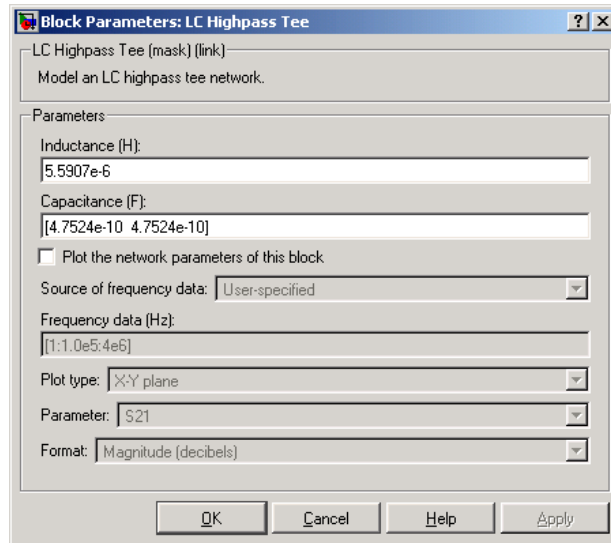 Block Parameters: LC Highpass Tee
LC Highpass Tee (mask) (link)
Model an LC highpass tee network.
Parameters
Inductance (H):
5.5907e-6
Capacitance (F):
[4.7524e-10 4.7524e-10]
Plot the network parameters of this block
Source of frequency data: User-specified
Frequency data (Hz):
[1:1.0e5:4e6]
Plot type: X-Y plane
Parameter: S21
Format: Magnitude (decibels)
OK Cancel Help Apply